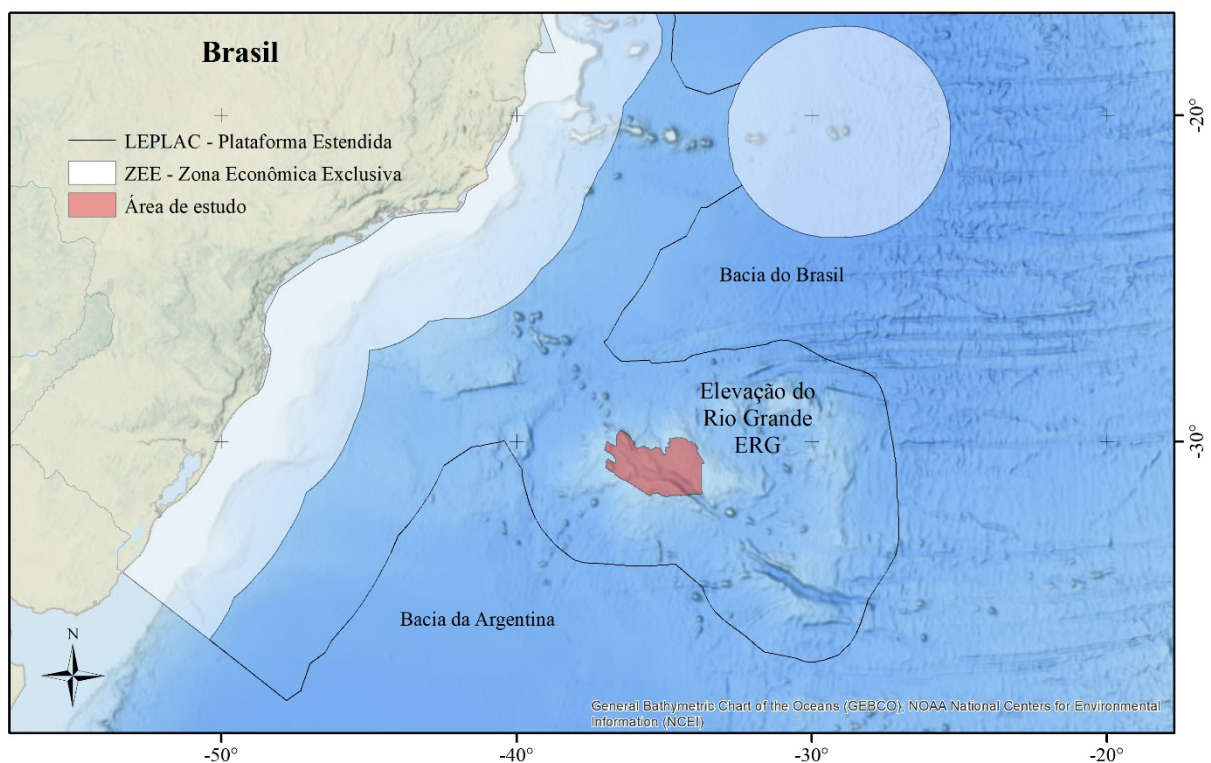 Brasil
LEPLAC - Plataforma Estendida
ZEE - Zona Econômica Exclusiva
Área de estudo
Bacia do Brasil
Elevação do
Rio Grande
ERG
Bacia da Argentina
N
General Bathymetric Chart of the Oceans (GEBCO); NOAA National Centers for Environmental
Information (NCEI)
-20°
-30°
-50°
-40°
-30°
-20°